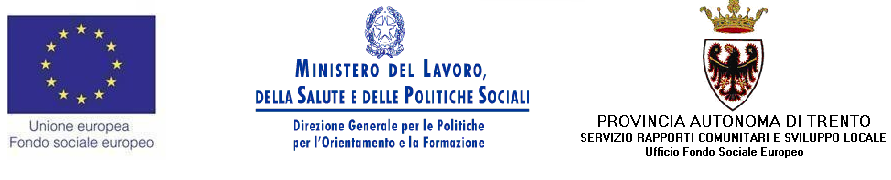 Unione europea
Fondo sociale europeo
MINISTERO DEL LAVORO,
DELLA SALUTE E DELLE POLITICHE SOCIALI
Direzione Generale per le Politiche
per l'Orientamento e la Formazione
PROVINCIA AUTONOMA DI TRENTO
SERVIZIO RAPPORTI COMUNITARI E SVILUPPO LOCALE
Ufficio Fondo Sociale Europeo